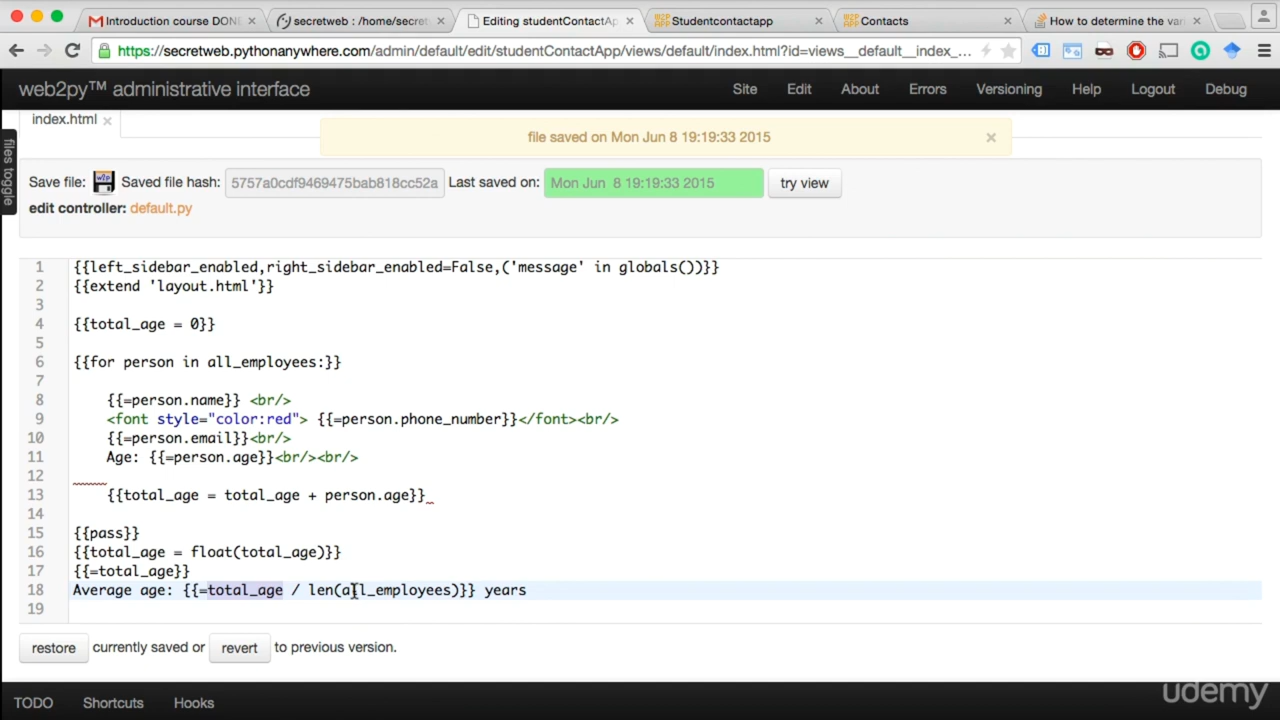 Introduction course DONE
secretweb : /home/secret
Editing studentContactAp
Studentcontactapp
Contacts
How to determine the vari
https://secretweb.pythonanywhere.com/admin/default/edit/studentContactApp/views/default/index.html?id=views__default__index_...
web2py™ administrative interface
Site Edit About Errors Versioning Help Logout Debug
index.html ×
file saved on Mon Jun 8 19:19:33 2015 ×
files toggle
Save file: Saved file hash: 5757a0cdf9469475bab818cc52a Last saved on: Mon Jun 8 19:19:33 2015 try view
edit controller: default.py
1 {{left_sidebar_enabled,right_sidebar_enabled=False,('message' in globals())}}
2 {{extend 'layout.html'}}
3
4 {{total_age = 0}}
5
6 {{for person in all_employees:}}
7
8 {{=person.name}} <br/>
9 <font style="color:red"> {{=person.phone_number}}</font><br/>
10 {{=person.email}}<br/>
11 Age: {{=person.age}}<br/><br/>
12
13 {{total_age = total_age + person.age}}
14
15 {{pass}}
16 {{total_age = float(total_age)}}
17 {{=total_age}}
18 Average age: {{=total_age / len(all_employees)}} years
19
restore currently saved or revert to previous version.
TODO Shortcuts Hooks
udemy